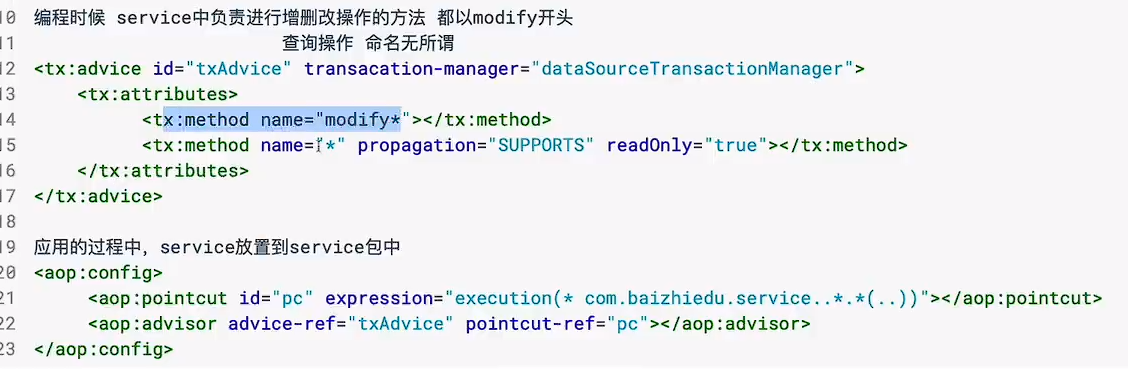 10 编程时候 service中负责进行增删改操作的方法 都以modify开头
11 查询操作 命名无所谓
12 <tx:advice id="txAdvice" transacation-manager="dataSourceTransactionManager">
13 <tx:attributes>
14 <tx:method name="modify*"></tx:method>
15 <tx:method name="*" propagation="SUPPORTS" readOnly="true"></tx:method>
16 </tx:attributes>
17 </tx:advice>
18
19 应用的过程中，service放置到service包中
20 <aop:config>
21 <aop:pointcut id="pc" expression="execution(* com.baizhiedu.service..*.*(..))"></aop:pointcut>
22 <aop:advisor advice-ref="txAdvice" pointcut-ref="pc"></aop:advisor>
23 </aop:config>